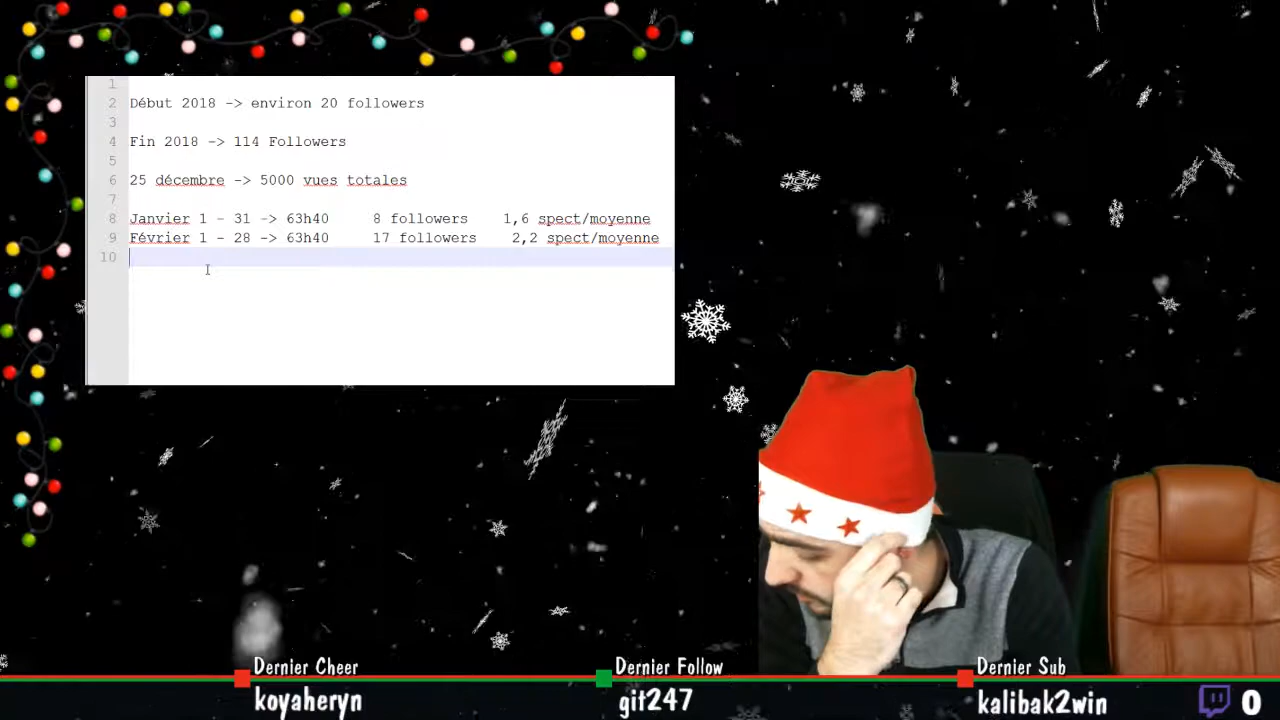 1
2 Début 2018 -> environ 20 followers
3
4 Fin 2018 -> 114 Followers
5
6 25 décembre -> 5000 vues totales
7
8 Janvier 1 - 31 -> 63h40 8 followers 1,6 spect/moyenne
9 Février 1 - 28 -> 63h40 17 followers 2,2 spect/moyenne
10
Dernier Cheer
koyaheryn
Dernier Follow
git247
Dernier Sub
kalibak2win
0